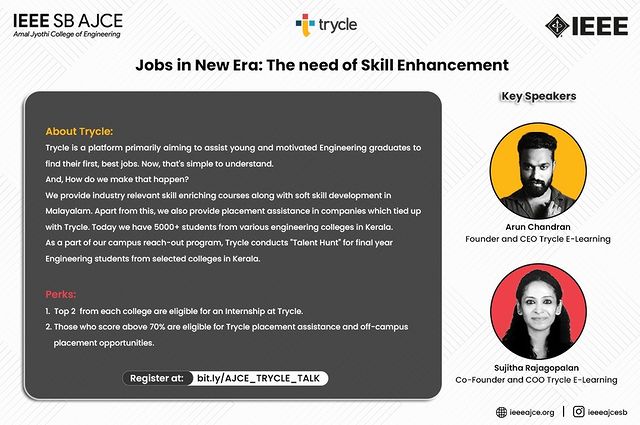 IEEE SB AJCE
Amal Jyothi College of Engineering
trycle
IEEE
Jobs in New Era: The need of Skill Enhancement
About Trycle:
Trycle is a platform primarily aiming to assist young and motivated Engineering graduates to
find their first, best jobs. Now, that's simple to understand.
And, How do we make that happen?
We provide industry relevant skill enriching courses along with soft skill development in
Malayalam. Apart from this, we also provide placement assistance in companies which tied up
with Trycle. Today we have 5000+ students from various engineering colleges in Kerala.
As a part of our campus reach-out program, Trycle conducts "Talent Hunt" for final year
Engineering students from selected colleges in Kerala.
Perks:
1. Top 2 from each college are eligible for an Internship at Trycle.
2. Those who score above 70% are eligible for Trycle placement assistance and off-campus
placement opportunities.
Register at: bit.ly/AJCE_TRYCLE_TALK
Key Speakers
Arun Chandran
Founder and CEO Trycle E-Learning
Sujitha Rajagopalan
Co-Founder and COO Trycle E-Learning
ieeeajce.org | ieeeajcesb